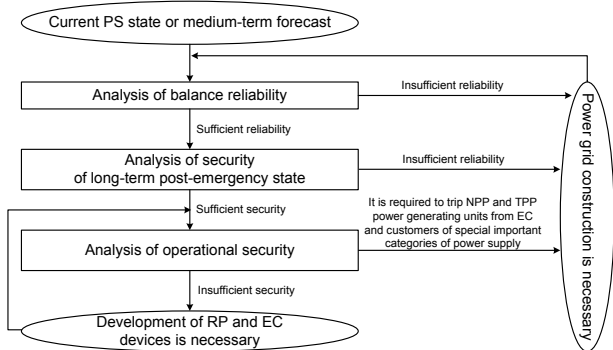 Current PS state or medium-term forecast
Analysis of balance reliability
Insufficient reliability
Sufficient reliability
Analysis of security
of long-term post-emergency state
Insufficient reliability
Sufficient security
It is required to trip NPP and TPP
power generating units from EC
and customers of special important
categories of power supply
Analysis of operational security
Insufficient security
Development of RP and EC
devices is necessary
Power grid construction is necessary